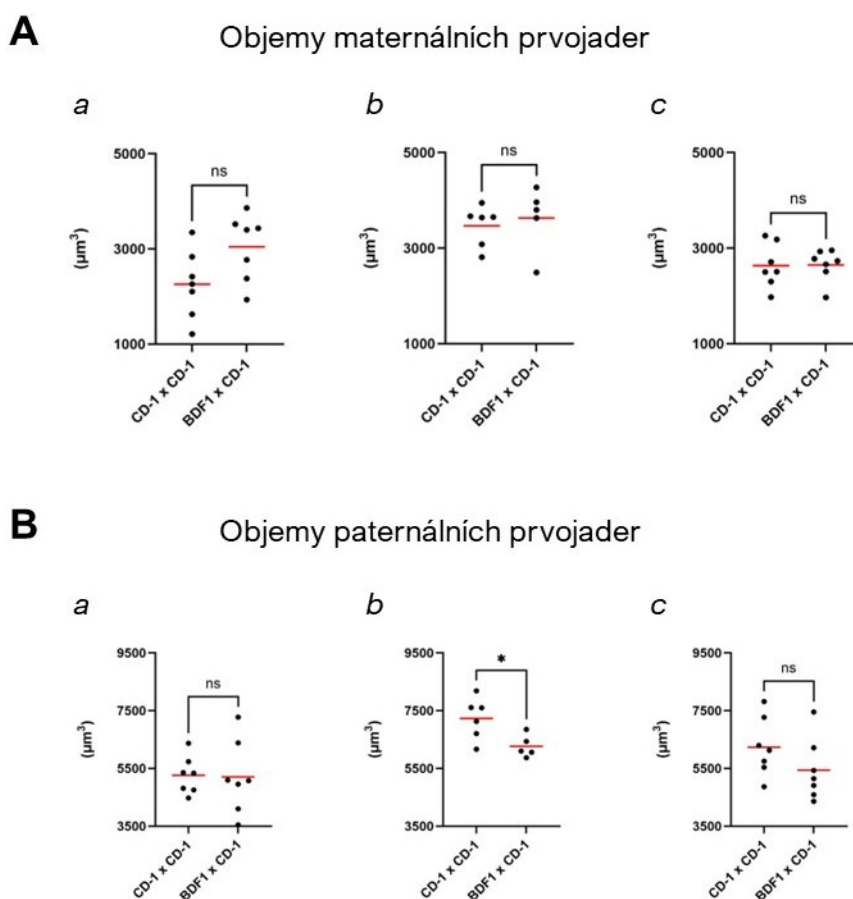 A
Objemy maternálních prvojader
a
b
c
5000
3000
1000
(µm³)
ns
CD-1 x CD-1
BDF1 x CD-1
5000
3000
1000
(µm³)
ns
CD-1 x CD-1
BDF1 x CD-1
5000
3000
1000
(µm³)
ns
CD-1 x CD-1
BDF1 x CD-1
B
Objemy paternálních prvojader
a
b
c
9500
7500
5500
3500
(µm³)
ns
CD-1 x CD-1
BDF1 x CD-1
9500
7500
5500
3500
(µm³)
*
CD-1 x CD-1
BDF1 x CD-1
9500
7500
5500
3500
(µm³)
ns
CD-1 x CD-1
BDF1 x CD-1